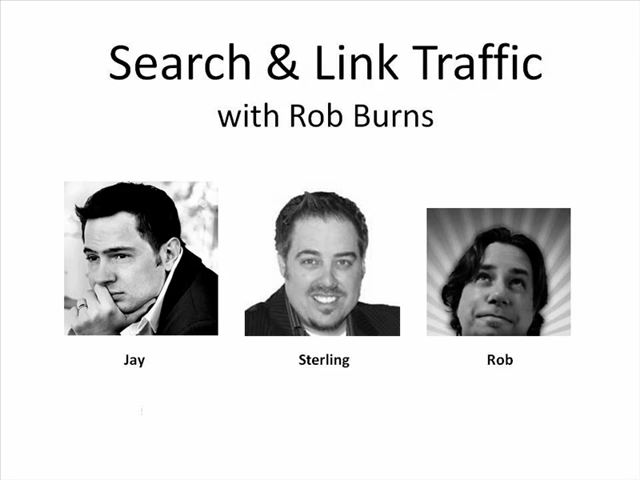 Search & Link Traffic
with Rob Burns
Jay
Sterling
Rob